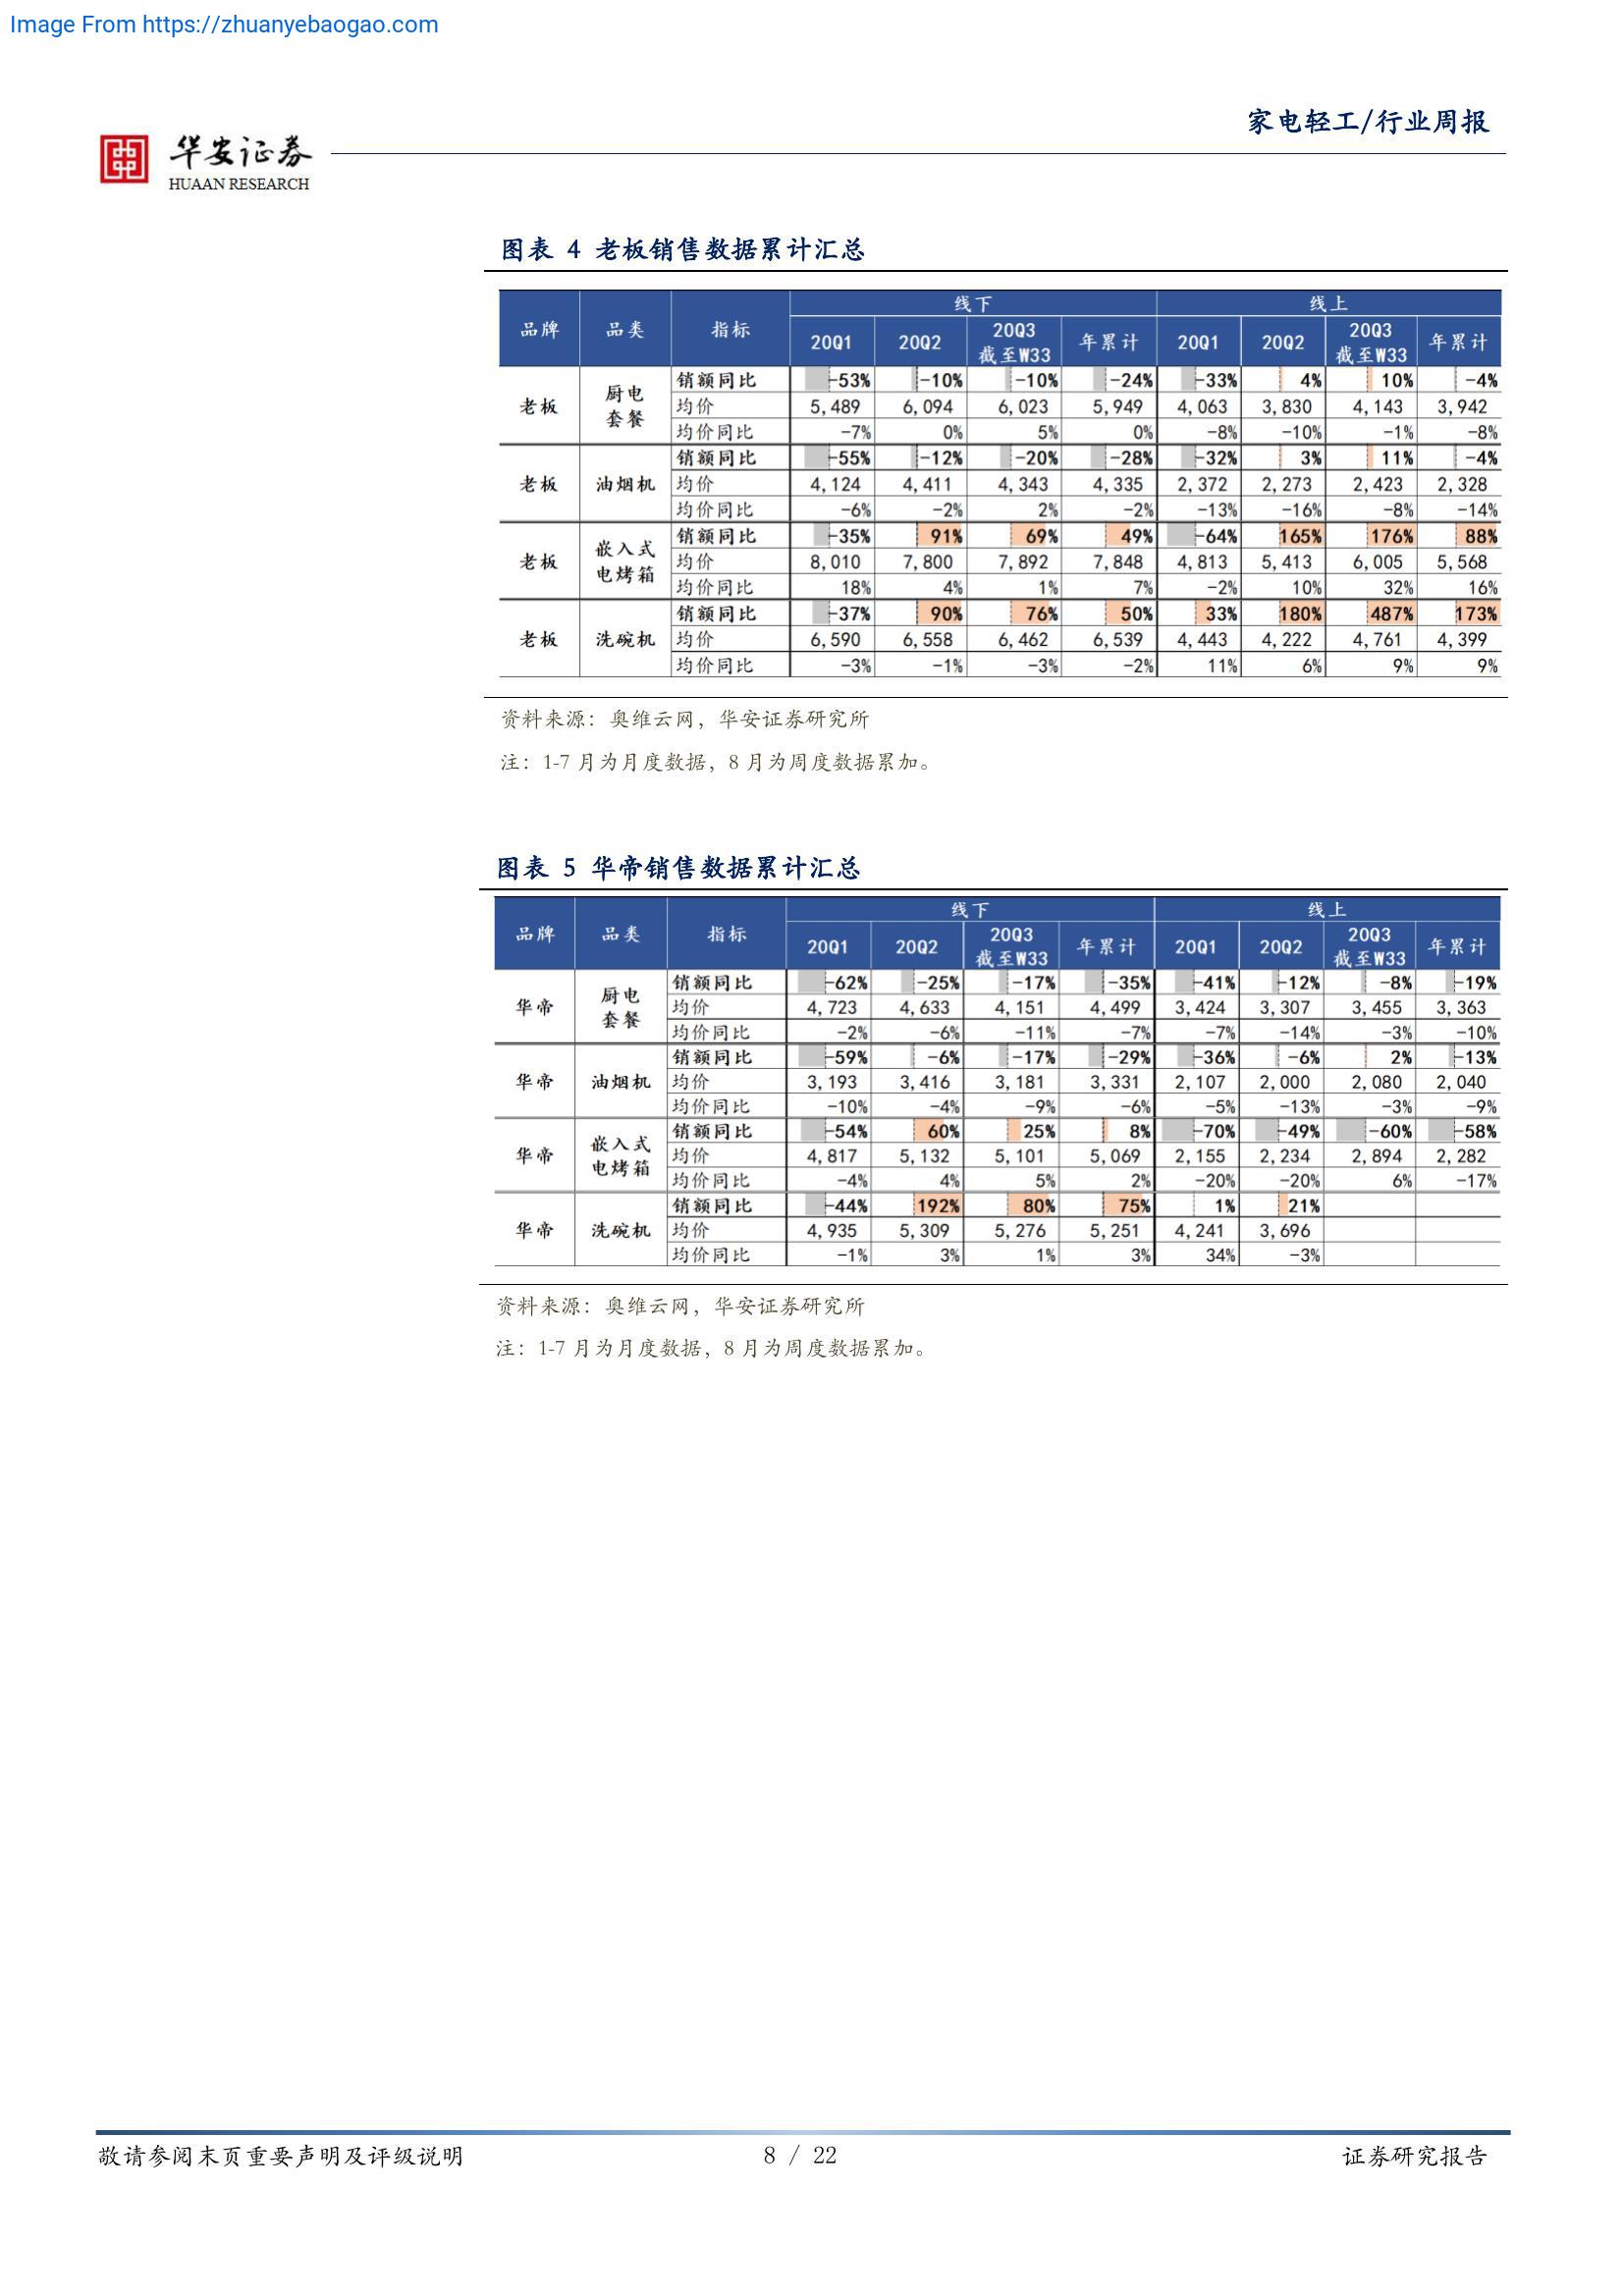 Image From https://zhuanyebaogao.com
家电轻工/行业周报
华安证券
HUAAN RESEARCH
图表 4 老板销售数据累计汇总
品牌 品类 指标 线下 线上
20Q1 20Q2 20Q3 截至W33 年累计 20Q1 20Q2 20Q3 截至W33 年累计
老板 厨电套餐 销额同比 -53% -10% -10% -24% -33% 4% 10% -4%
均价 5,489 6,094 6,023 5,949 4,063 3,830 4,143 3,942
均价同比 -7% 0% 5% 0% -8% -10% -1% -8%
老板 油烟机 销额同比 -55% -12% -20% -28% -32% 3% 11% -4%
均价 4,124 4,411 4,343 4,335 2,372 2,273 2,423 2,328
均价同比 -6% -2% 2% -2% -13% -16% -8% -14%
老板 嵌入式电烤箱 销额同比 -35% 91% 69% 49% -64% 165% 176% 88%
均价 8,010 7,800 7,892 7,848 4,813 5,413 6,005 5,568
均价同比 18% 4% 1% 7% -2% 10% 32% 16%
老板 洗碗机 销额同比 -37% 90% 76% 50% 33% 180% 487% 173%
均价 6,590 6,558 6,462 6,539 4,443 4,222 4,761 4,399
均价同比 -3% -1% -3% -2% 11% 6% 9% 9%
资料来源：奥维云网，华安证券研究所
注：1-7 月为月度数据，8 月为周度数据累加。
图表 5 华帝销售数据累计汇总
品牌 品类 指标 线下 线上
20Q1 20Q2 20Q3 截至W33 年累计 20Q1 20Q2 20Q3 截至W33 年累计
华帝 厨电套餐 销额同比 -62% -25% -17% -35% -41% -12% -8% -19%
均价 4,723 4,633 4,151 4,499 3,424 3,307 3,455 3,363
均价同比 -2% -6% -11% -7% -7% -14% -3% -10%
华帝 油烟机 销额同比 -59% -6% -17% -29% -36% -6% 2% -13%
均价 3,193 3,416 3,181 3,331 2,107 2,000 2,080 2,040
均价同比 -10% -4% -9% -6% -5% -13% -3% -9%
华帝 嵌入式电烤箱 销额同比 -54% 60% 25% 8% -70% -49% -60% -58%
均价 4,817 5,132 5,101 5,069 2,155 2,234 2,894 2,282
均价同比 -4% 4% 5% 2% -20% -20% 6% -17%
华帝 洗碗机 销额同比 -44% 192% 80% 75% 1% 21%
均价 4,935 5,309 5,276 5,251 4,241 3,696
均价同比 -1% 3% 1% 3% 34% -3%
资料来源：奥维云网，华安证券研究所
注：1-7 月为月度数据，8 月为周度数据累加。
敬请参阅末页重要声明及评级说明 8 / 22 证券研究报告